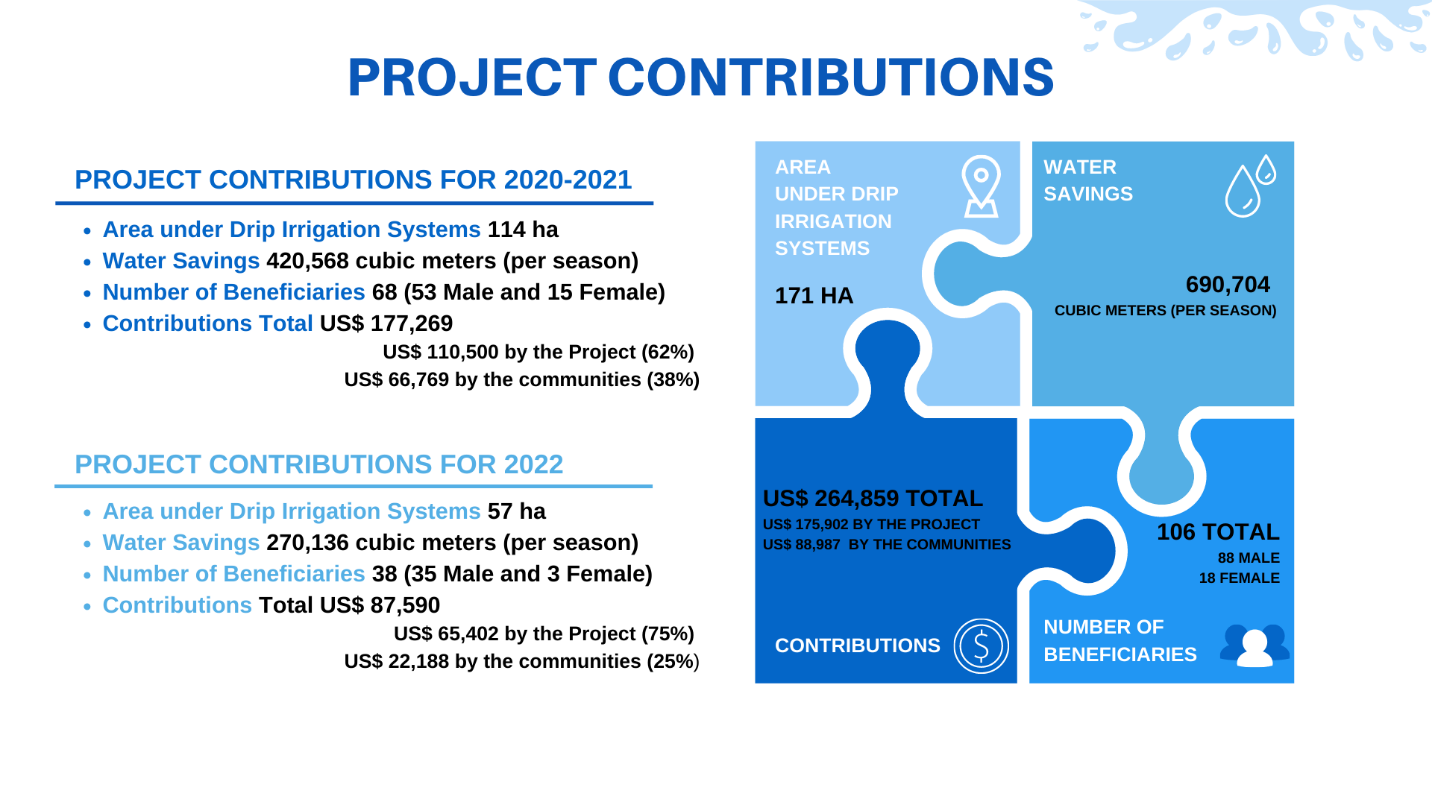 PROJECT CONTRIBUTIONS
PROJECT CONTRIBUTIONS FOR 2020-2021
• Area under Drip Irrigation Systems 114 ha
• Water Savings 420,568 cubic meters (per season)
• Number of Beneficiaries 68 (53 Male and 15 Female)
• Contributions Total US$ 177,269
US$ 110,500 by the Project (62%)
US$ 66,769 by the communities (38%)
PROJECT CONTRIBUTIONS FOR 2022
• Area under Drip Irrigation Systems 57 ha
• Water Savings 270,136 cubic meters (per season)
• Number of Beneficiaries 38 (35 Male and 3 Female)
• Contributions Total US$ 87,590
US$ 65,402 by the Project (75%)
US$ 22,188 by the communities (25%)
AREA
UNDER DRIP
IRRIGATION
SYSTEMS
171 HA
WATER
SAVINGS
690,704
CUBIC METERS (PER SEASON)
US$ 264,859 TOTAL
US$ 175,902 BY THE PROJECT
US$ 88,987 BY THE COMMUNITIES
CONTRIBUTIONS
$
106 TOTAL
88 MALE
18 FEMALE
NUMBER OF
BENEFICIARIES